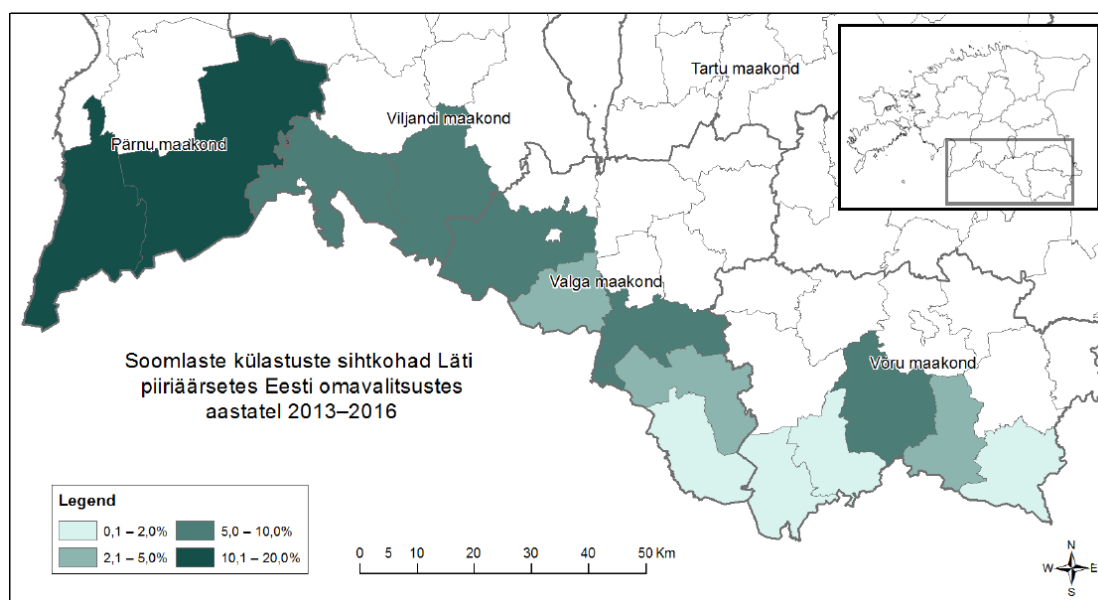 Tartu maakond
Viljandi maakond
Pärnu maakond
Valga maakond
Võru maakond
Soomlaste külastuste sihtkohad Läti
piiriäärsetes Eesti omavalitsustes
aastatel 2013–2016
Legend
0,1 – 2,0%
5,0 – 10,0%
2,1 – 5,0%
10,1 – 20,0%
0 5 10 20 30 40 50 Km
N
W E
S